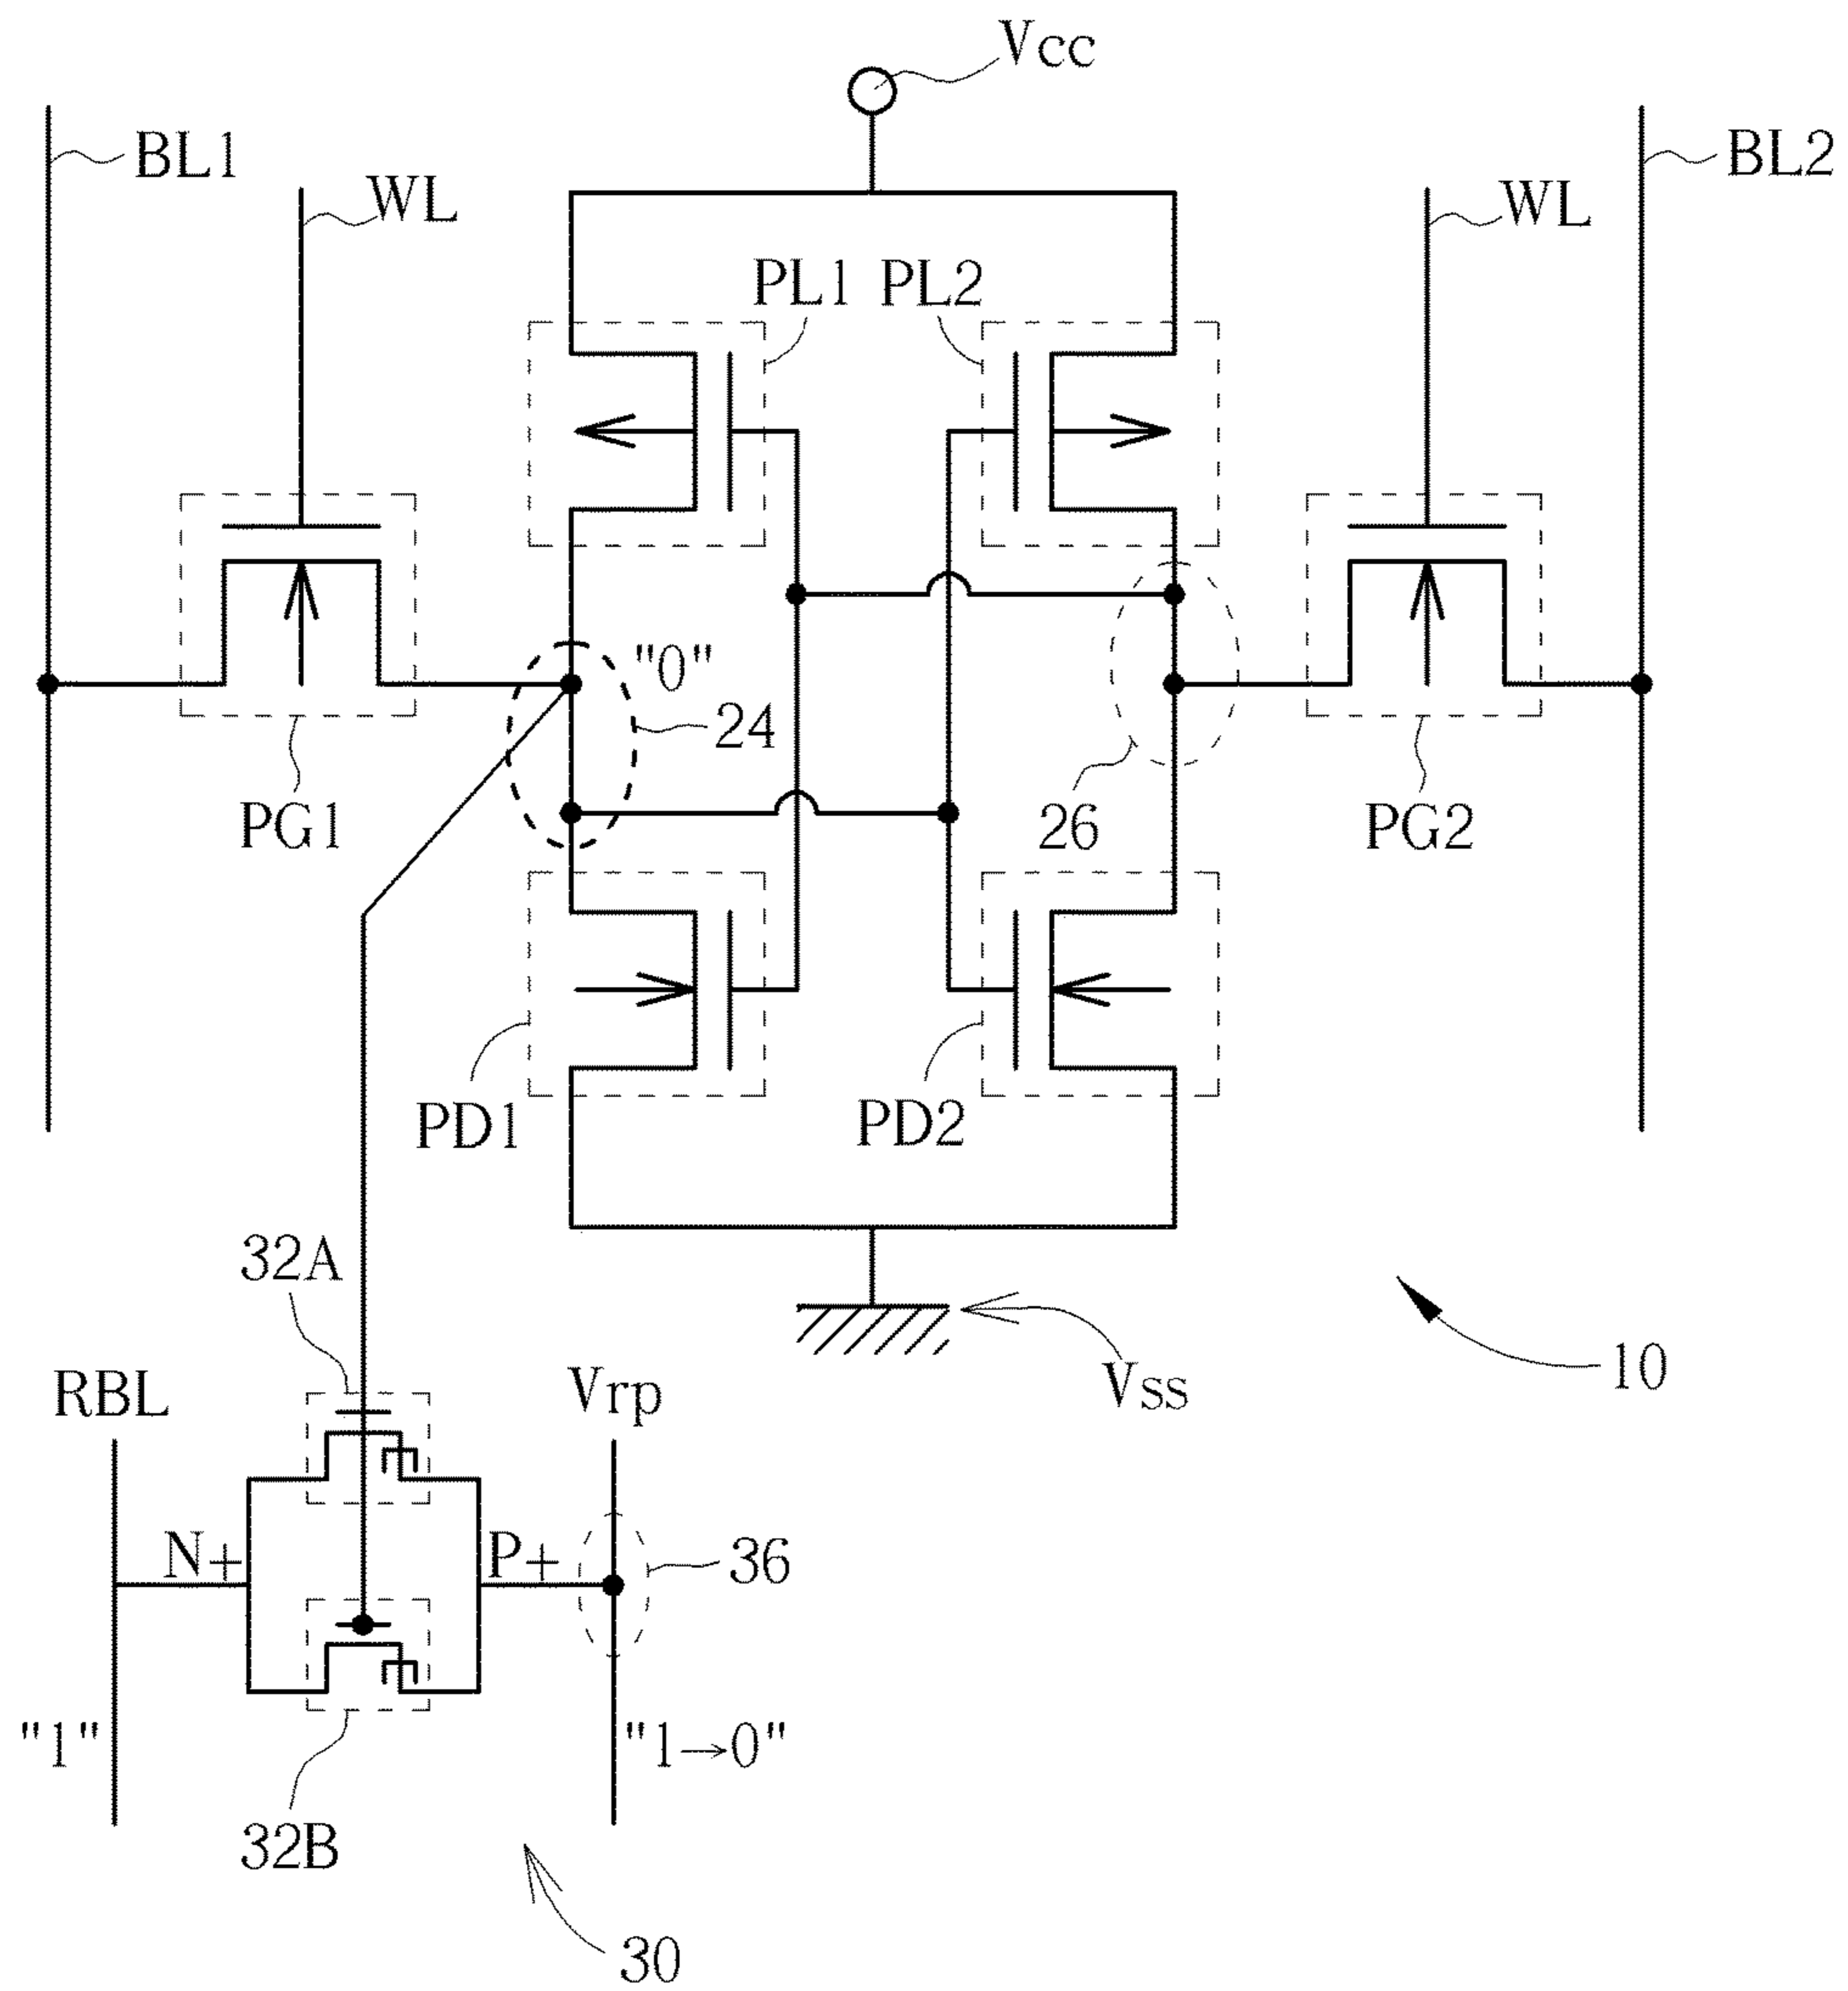 Vcc
BL1
BL2
WL
WL
PL1
PL2
"0"
24
PG1
26
PG2
PD1
PD2
32A
10
RBL
Vrp
Vss
N+
P+
36
"1"
"1→0"
32B
30